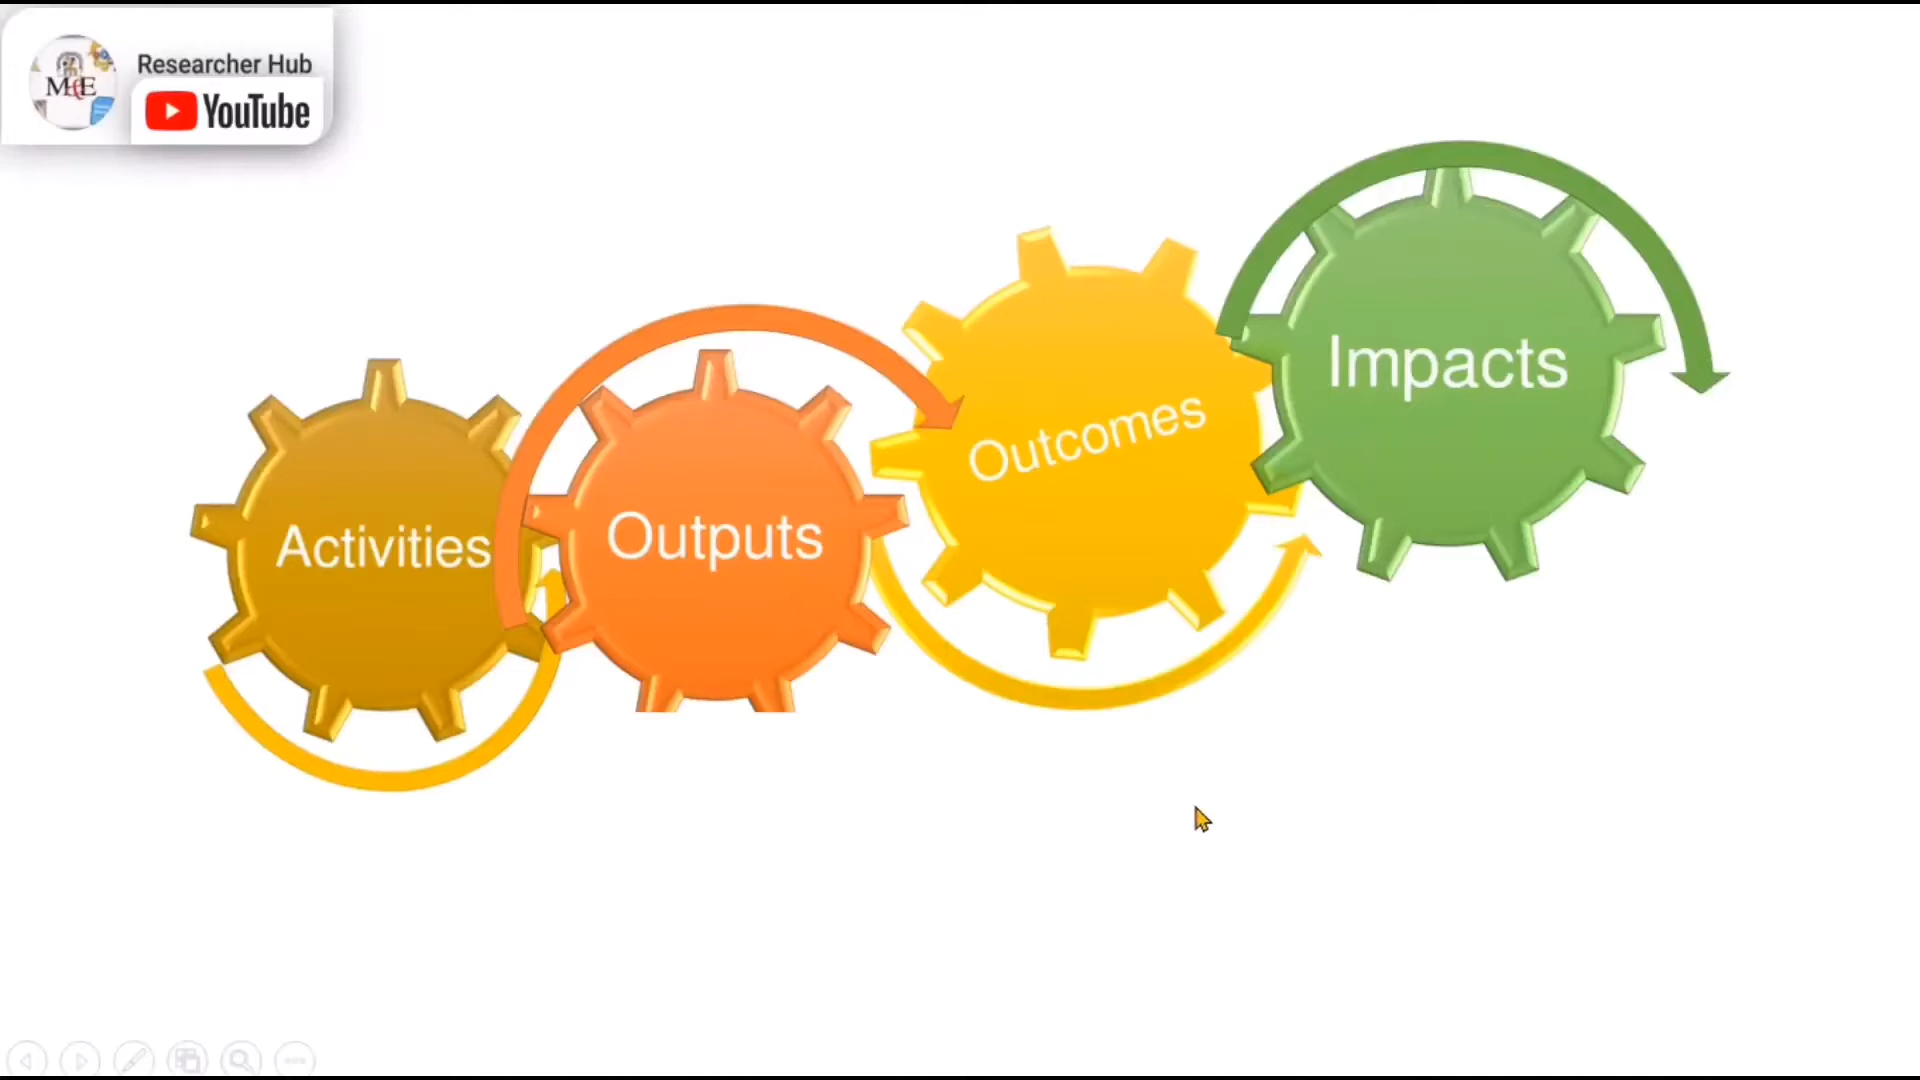 Researcher Hub
M&E
YouTube
Activities
Outputs
Outcomes
Impacts